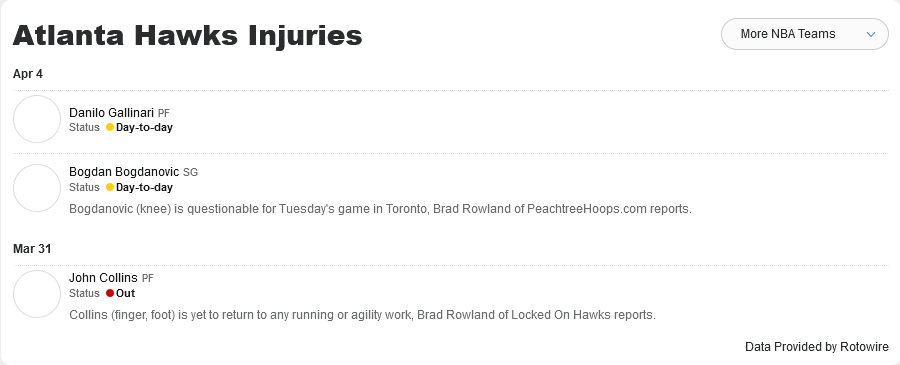 Atlanta Hawks Injuries
More NBA Teams
Apr 4
Danilo Gallinari PF
Status Day-to-day
Bogdan Bogdanovic SG
Status Day-to-day
Bogdanovic (knee) is questionable for Tuesday's game in Toronto, Brad Rowland of PeachtreeHoops.com reports.
Mar 31
John Collins PF
Status Out
Collins (finger, foot) is yet to return to any running or agility work, Brad Rowland of Locked On Hawks reports.
Data Provided by Rotowire